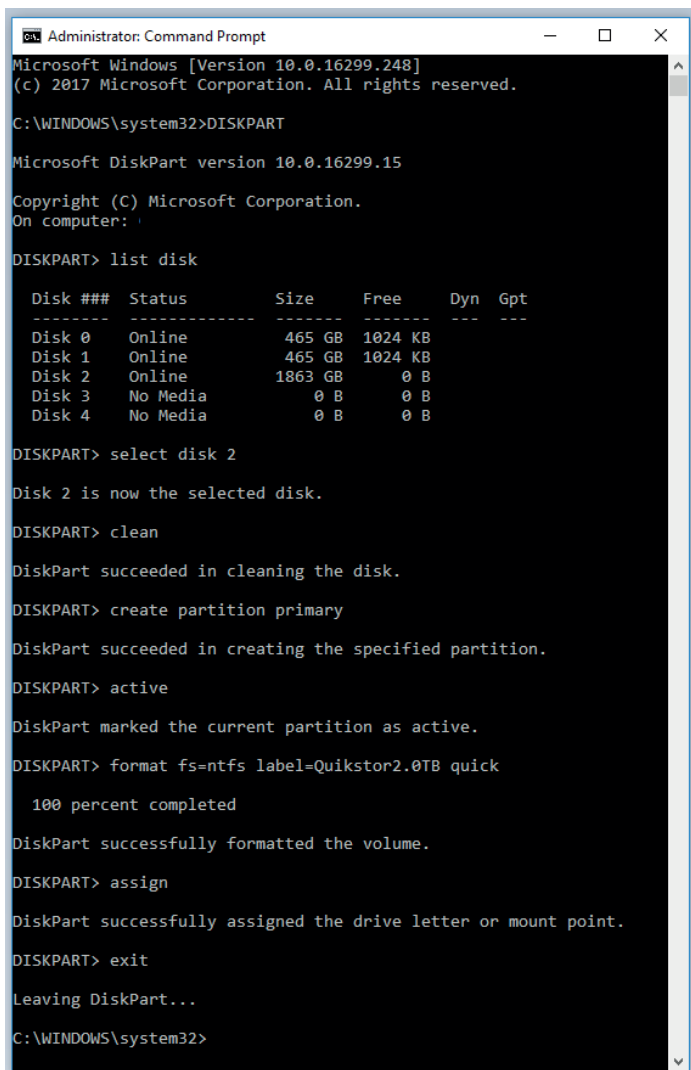 Administrator: Command Prompt
Microsoft Windows [Version 10.0.16299.248]
(c) 2017 Microsoft Corporation. All rights reserved.
C:\WINDOWS\system32>DISKPART
Microsoft DiskPart version 10.0.16299.15
Copyright (C) Microsoft Corporation.
On computer:
DISKPART> list disk
  Disk ###  Status         Size     Free     Dyn  Gpt
  --------  -------------  -------  -------  ---  ---
  Disk 0    Online          465 GB  1024 KB
  Disk 1    Online          465 GB  1024 KB
  Disk 2    Online         1863 GB      0 B
  Disk 3    No Media           0 B      0 B
  Disk 4    No Media           0 B      0 B
DISKPART> select disk 2
Disk 2 is now the selected disk.
DISKPART> clean
DiskPart succeeded in cleaning the disk.
DISKPART> create partition primary
DiskPart succeeded in creating the specified partition.
DISKPART> active
DiskPart marked the current partition as active.
DISKPART> format fs=ntfs label=Quikstor2.0TB quick
  100 percent completed
DiskPart successfully formatted the volume.
DISKPART> assign
DiskPart successfully assigned the drive letter or mount point.
DISKPART> exit
Leaving DiskPart...
C:\WINDOWS\system32>